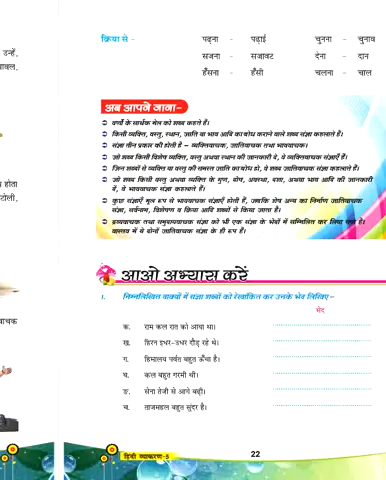 उन्हें,
होता
टोली,
वाचक
क्रिया से - पढ़ना - पढ़ाई चुनना - चुनाव
सजना - सजावट देना - दान
हँसना - हँसी चलना - चाल
अब आपने जाना-
वर्णों के सार्थक मेल को शब्द कहते हैं।
किसी व्यक्ति, वस्तु, स्थान, जाति या भाव आदि का बोध कराने वाले शब्द संज्ञा कहलाते हैं।
संज्ञा तीन प्रकार की होती है – व्यक्तिवाचक, जातिवाचक तथा भाववाचक।
जो शब्द किसी विशेष व्यक्ति, वस्तु अथवा स्थान की जानकारी दें, वे व्यक्तिवाचक संज्ञाएँ हैं।
जिन शब्दों से व्यक्ति या वस्तु की समस्त जाति का बोध हो, वे शब्द जातिवाचक संज्ञा कहलाते हैं।
जो शब्द किसी वस्तु अथवा व्यक्ति के गुण, दोष, अवस्था, दशा, अथवा भाव आदि की जानकारी
दें, वे भाववाचक संज्ञा कहलाते हैं।
कुछ संज्ञाएँ मूल रूप से भाववाचक संज्ञाएँ होती हैं, जबकि शेष अन्य का निर्माण जातिवाचक
संज्ञा, सर्वनाम, विशेषण व क्रिया आदि शब्दों से किया जाता है।
द्रव्यवाचक तथा समुदायवाचक संज्ञा को भी एक संज्ञा के भेदों में सम्मिलित कर लिया गया है।
वास्तव में ये दोनों जातिवाचक संज्ञा के ही रूप हैं।
आओ अभ्यास करें
1. निम्नलिखित वाक्यों में संज्ञा शब्दों को रेखांकित कर उनके भेद लिखिए-
भेद
क. राम कल रात को आया था।
ख. हिरन इधर-उधर दौड़ रहे थे।
ग. हिमालय पर्वत बहुत ऊँचा है।
घ. कल बहुत गरमी थी।
ङ. सेना तेजी से आगे बढ़ी।
च. ताजमहल बहुत सुंदर है।
हिंदी व्याकरण-5
22